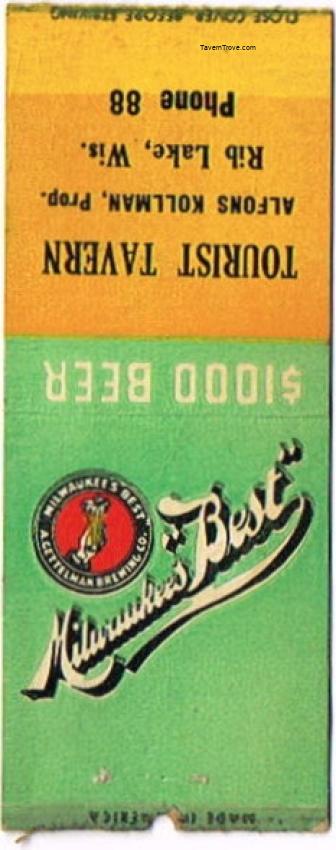 CLOSE COVER BEFORE STRIKING
TavernTrove.com
TOURIST TAVERN
ALFONS KOLLMAN, Prop.
Rib Lake, Wis.
Phone 88
$1000 BEER
MILWAUKEE'S BEST
A. GETTELMAN BREWING CO.
Milwaukee's "Best"
MADE IN AMERICA